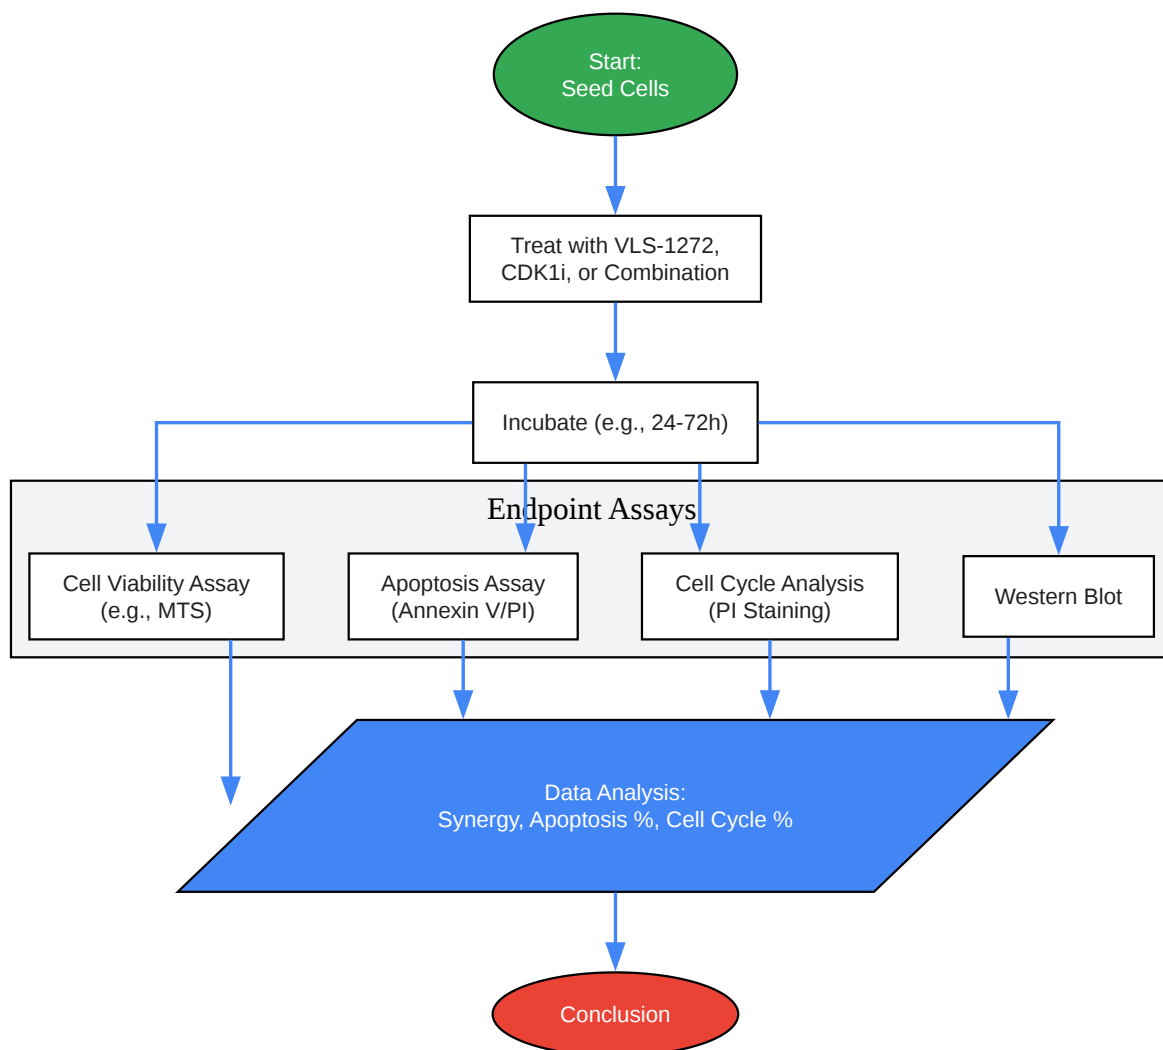 Start:
Seed Cells
Treat with VLS-1272,
CDK1i, or Combination
Incubate (e.g., 24-72h)
Endpoint Assays
Cell Viability Assay
(e.g., MTS)
Apoptosis Assay
(Annexin V/PI)
Cell Cycle Analysis
(PI Staining)
Western Blot
Data Analysis:
Synergy, Apoptosis %, Cell Cycle %
Conclusion